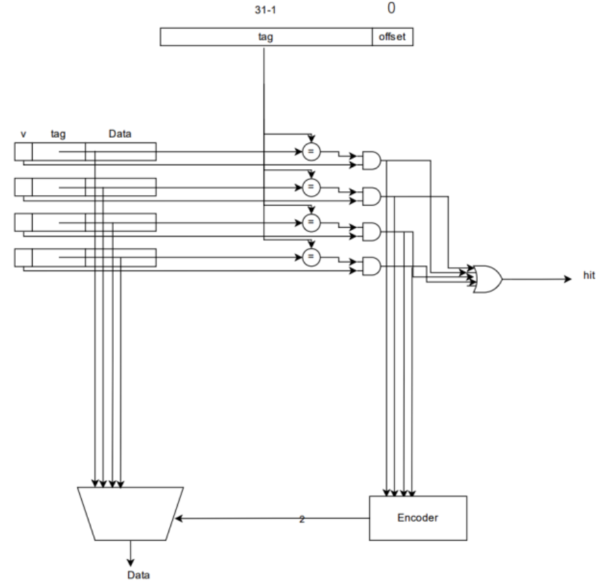 31-1 0
tag offset
v tag Data
=
=
=
=
hit
2 Encoder
Data